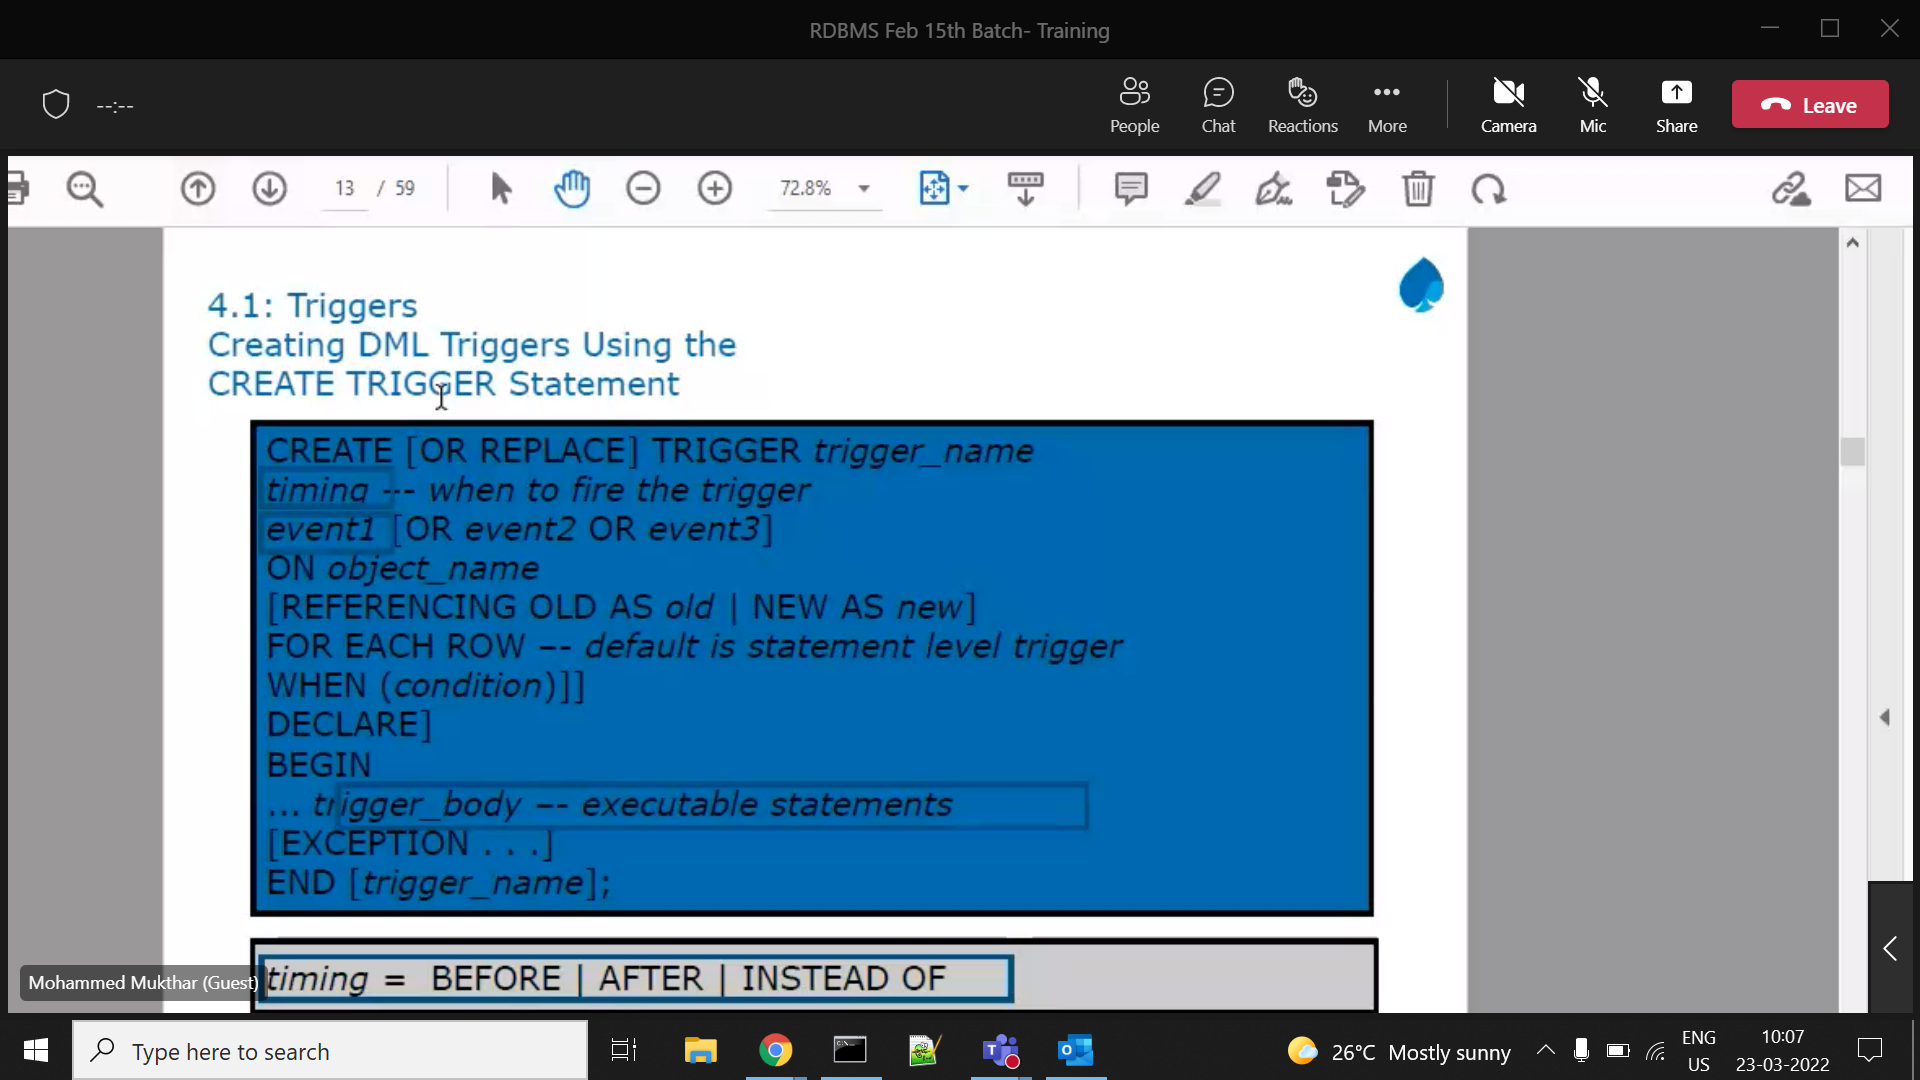 RDBMS Feb 15th Batch- Training
--:--
People
Chat
Reactions
More
Camera
Mic
Share
Leave
13 / 59
72.8%
4.1: Triggers
Creating DML Triggers Using the
CREATE TRIGGER Statement
CREATE [OR REPLACE] TRIGGER trigger_name
timing –- when to fire the trigger
event1 [OR event2 OR event3]
ON object_name
[REFERENCING OLD AS old | NEW AS new]
FOR EACH ROW –- default is statement level trigger
WHEN (condition)]]
DECLARE]
BEGIN
... trigger_body –- executable statements
[EXCEPTION . . .]
END [trigger_name];
timing = BEFORE | AFTER | INSTEAD OF
Mohammed Mukthar (Guest)
Type here to search
26°C Mostly sunny
ENG
US
10:07
23-03-2022